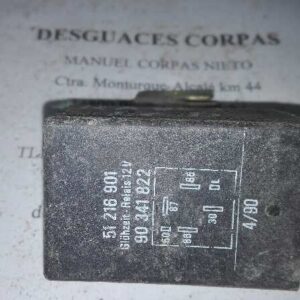 DESGUACES CORPAS
MANUEL CORPAS NIETO
Ctra. Monturque-Alcalá km 44
51 216 901
Glühzeit.-Relais 12V
90 341 822
86
DL
87
30
88
4/90